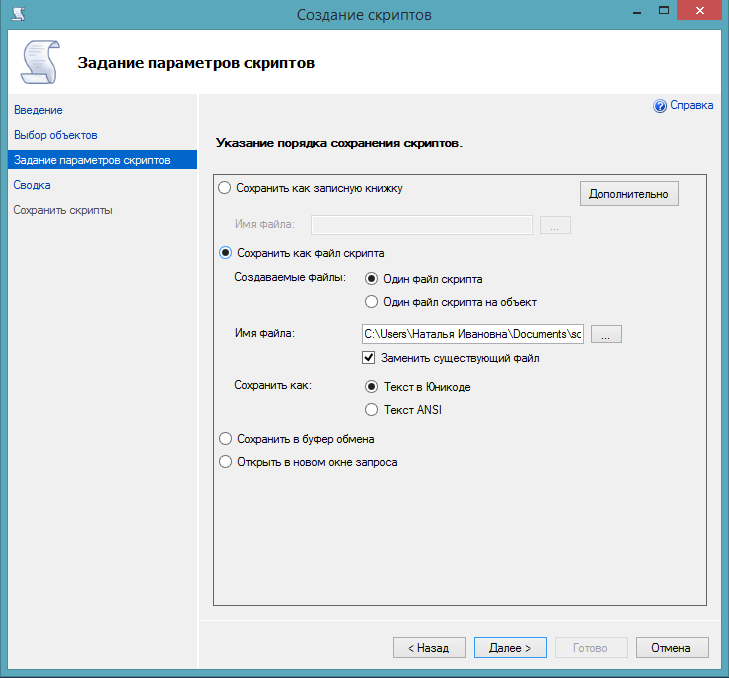 Создание скриптов
Задание параметров скриптов
Введение
Выбор объектов
Задание параметров скриптов
Сводка
Сохранить скрипты
Справка
Указание порядка сохранения скриптов.
Сохранить как записную книжку
Дополнительно
Имя файла:
...
Сохранить как файл скрипта
Создаваемые файлы:
Один файл скрипта
Один файл скрипта на объект
Имя файла:
C:\Users\Наталья Ивановна\Documents\sc
...
Заменить существующий файл
Сохранить как:
Текст в Юникоде
Текст ANSI
Сохранить в буфер обмена
Открыть в новом окне запроса
< Назад
Далее >
Готово
Отмена